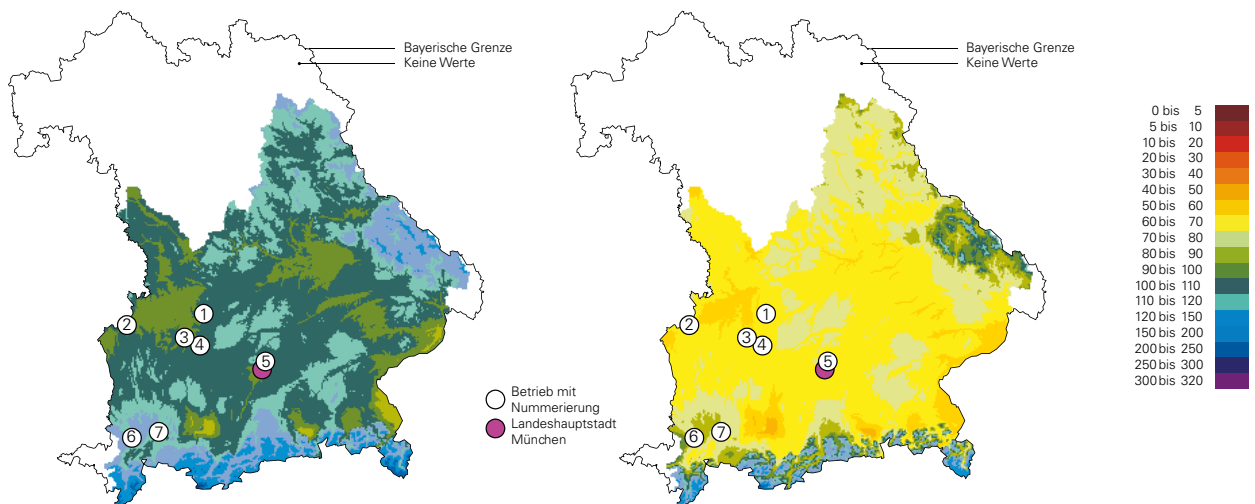 Bayerische Grenze
Keine Werte
1
2
3
4
5
6
7
Betrieb mit
Nummerierung
Landeshauptstadt
München
Bayerische Grenze
Keine Werte
1
2
3
4
5
6
7
0 bis 5
5 bis 10
10 bis 20
20 bis 30
30 bis 40
40 bis 50
50 bis 60
60 bis 70
70 bis 80
80 bis 90
90 bis 100
100 bis 110
110 bis 120
120 bis 150
150 bis 200
200 bis 250
250 bis 300
300 bis 320